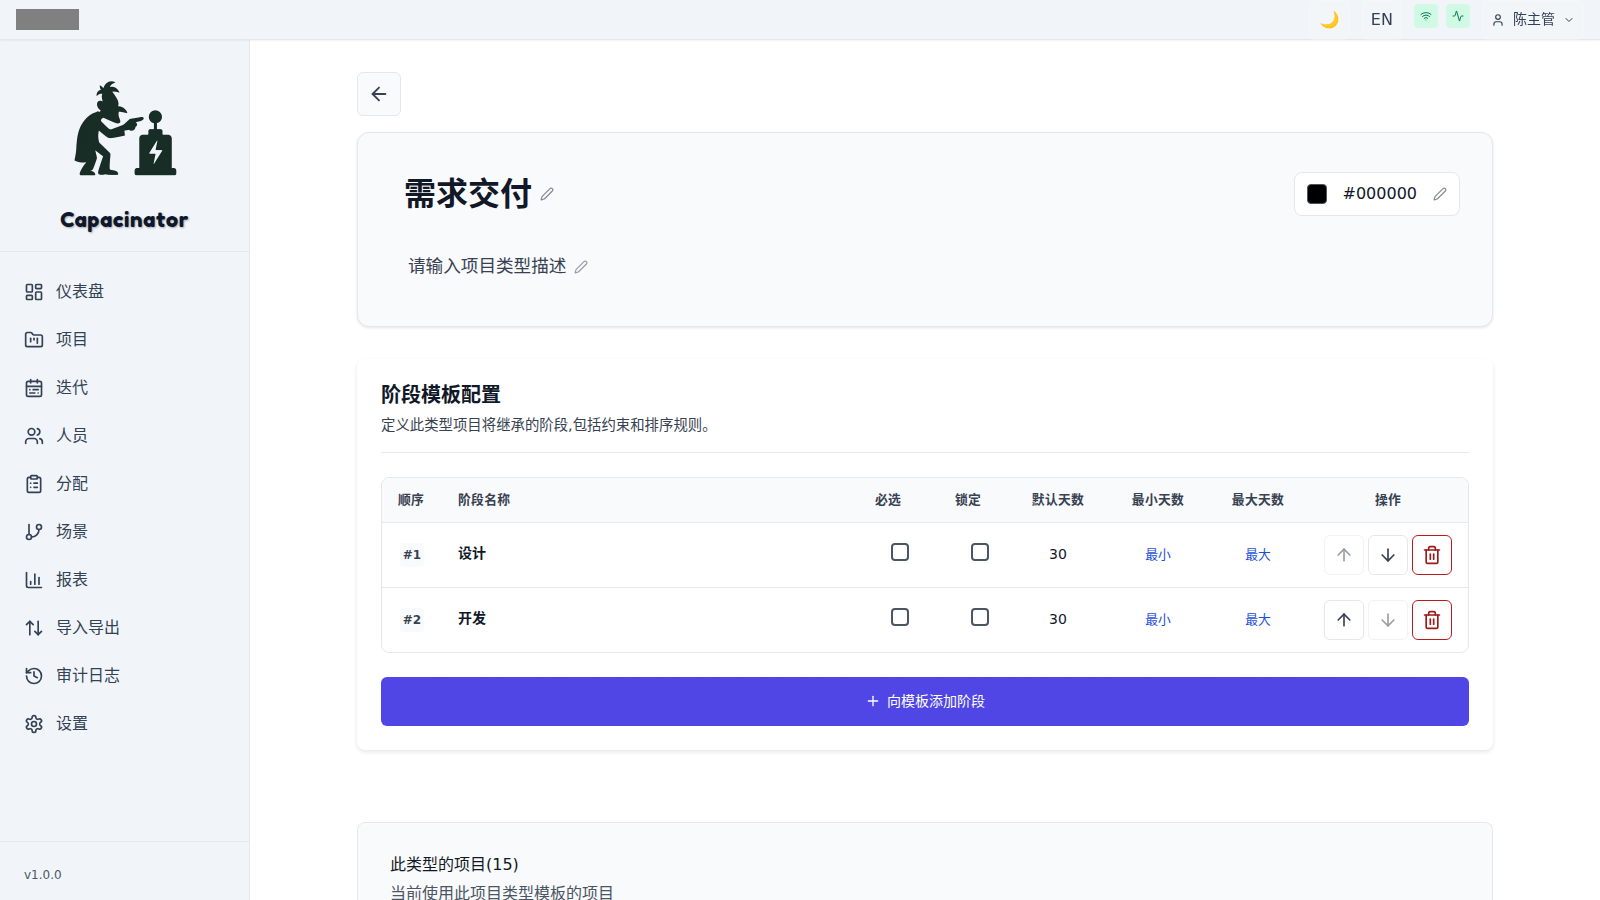 EN
陈主管
Capacinator
仪表盘
项目
迭代
人员
分配
场景
报表
导入导出
审计日志
设置
v1.0.0
需求交付
#000000
请输入项目类型描述
阶段模板配置
定义此类型项目将继承的阶段,包括约束和排序规则。
顺序 阶段名称 必选 锁定 默认天数 最小天数 最大天数 操作
#1 设计 30 最小 最大
#2 开发 30 最小 最大
向模板添加阶段
此类型的项目(15)
当前使用此项目类型模板的项目